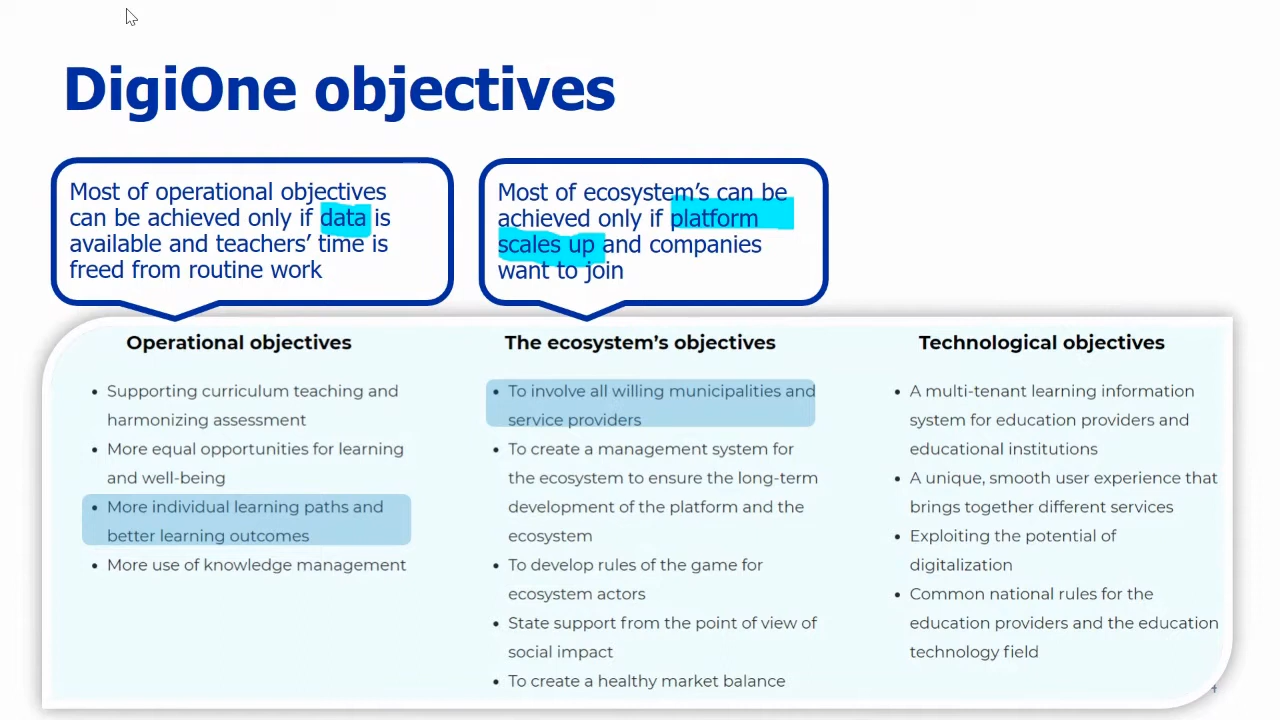 DigiOne objectives
Most of operational objectives
can be achieved only if data is
available and teachers' time is
freed from routine work
Most of ecosystem's can be
achieved only if platform
scales up and companies
want to join
Operational objectives
• Supporting curriculum teaching and
harmonizing assessment
• More equal opportunities for learning
and well-being
• More individual learning paths and
better learning outcomes
• More use of knowledge management
The ecosystem's objectives
• To involve all willing municipalities and
service providers
• To create a management system for
the ecosystem to ensure the long-term
development of the platform and the
ecosystem
• To develop rules of the game for
ecosystem actors
• State support from the point of view of
social impact
• To create a healthy market balance
Technological objectives
• A multi-tenant learning information
system for education providers and
educational institutions
• A unique, smooth user experience that
brings together different services
• Exploiting the potential of
digitalization
• Common national rules for the
education providers and the education
technology field